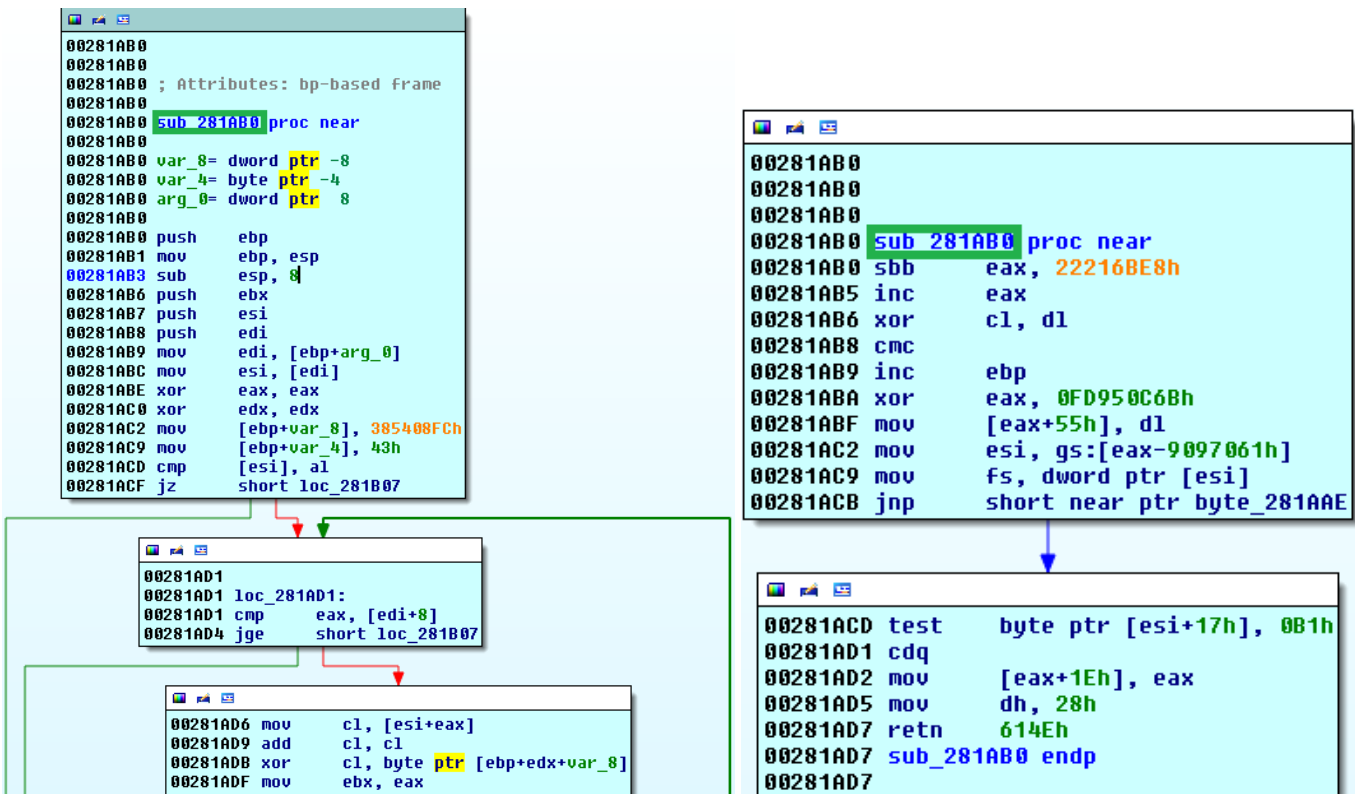 00281AB0
00281AB0
00281AB0 ; Attributes: bp-based frame
00281AB0
00281AB0 sub_281AB0 proc near
00281AB0
00281AB0 var_8= dword ptr -8
00281AB0 var_4= byte ptr -4
00281AB0 arg_0= dword ptr  8
00281AB0
00281AB0 push    ebp
00281AB1 mov     ebp, esp
00281AB3 sub     esp, 8
00281AB6 push    ebx
00281AB7 push    esi
00281AB8 push    edi
00281AB9 mov     edi, [ebp+arg_0]
00281ABC mov     esi, [edi]
00281ABE xor     eax, eax
00281AC0 xor     edx, edx
00281AC2 mov     [ebp+var_8], 385408FCh
00281AC9 mov     [ebp+var_4], 43h
00281ACD cmp     [esi], al
00281ACF jz      short loc_281B07
00281AD1
00281AD1 loc_281AD1:
00281AD1 cmp     eax, [edi+8]
00281AD4 jge     short loc_281B07
00281AD6 mov     cl, [esi+eax]
00281AD9 add     cl, cl
00281ADB xor     cl, byte ptr [ebp+edx+var_8]
00281ADF mov     ebx, eax
00281AB0
00281AB0
00281AB0
00281AB0 sub_281AB0 proc near
00281AB0 sbb     eax, 22216BE8h
00281AB5 inc     eax
00281AB6 xor     cl, dl
00281AB8 cmc
00281AB9 inc     ebp
00281ABA xor     eax, 0FD950C6Bh
00281ABF mov     [eax+55h], dl
00281AC2 mov     esi, gs:[eax-9097061h]
00281AC9 mov     fs, dword ptr [esi]
00281ACB jnp     short near ptr byte_281AAE
00281ACD test    byte ptr [esi+17h], 0B1h
00281AD1 cdq
00281AD2 mov     [eax+1Eh], eax
00281AD5 mov     dh, 28h
00281AD7 retn    614Eh
00281AD7 sub_281AB0 endp
00281AD7